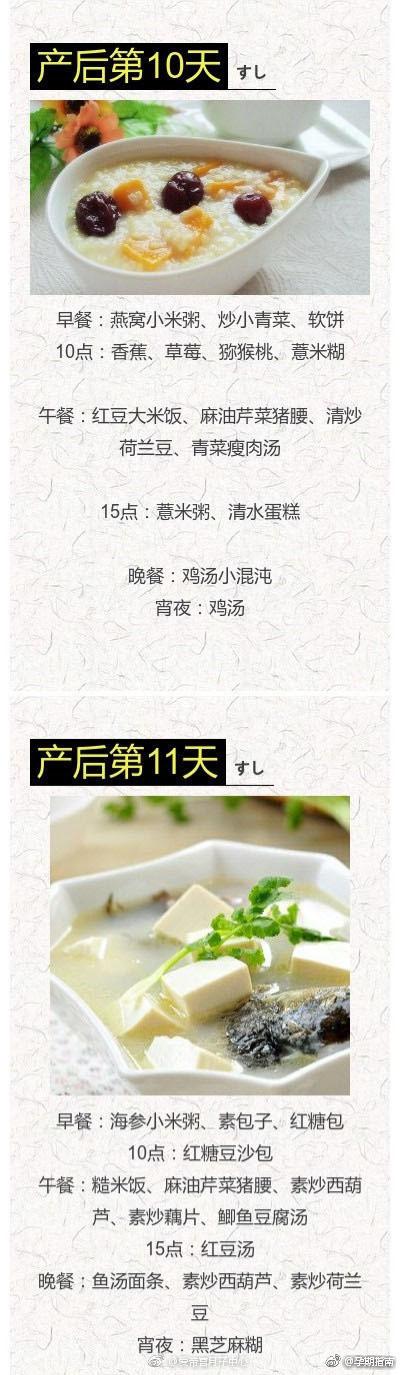 产后第10天 すし
早餐：燕窝小米粥、炒小青菜、软饼
10点：香蕉、草莓、猕猴桃、薏米糊
午餐：红豆大米饭、麻油芹菜猪腰、清炒
荷兰豆、青菜瘦肉汤
15点：薏米粥、清水蛋糕
晚餐：鸡汤小混沌
宵夜：鸡汤
产后第11天 すし
早餐：海参小米粥、素包子、红糖包
10点：红糖豆沙包
午餐：糙米饭、麻油芹菜猪腰、素炒西葫
芦、素炒藕片、鲫鱼豆腐汤
15点：红豆汤
晚餐：鱼汤面条、素炒西葫芦、素炒荷兰
豆
宵夜：黑芝麻糊
@孕期指南